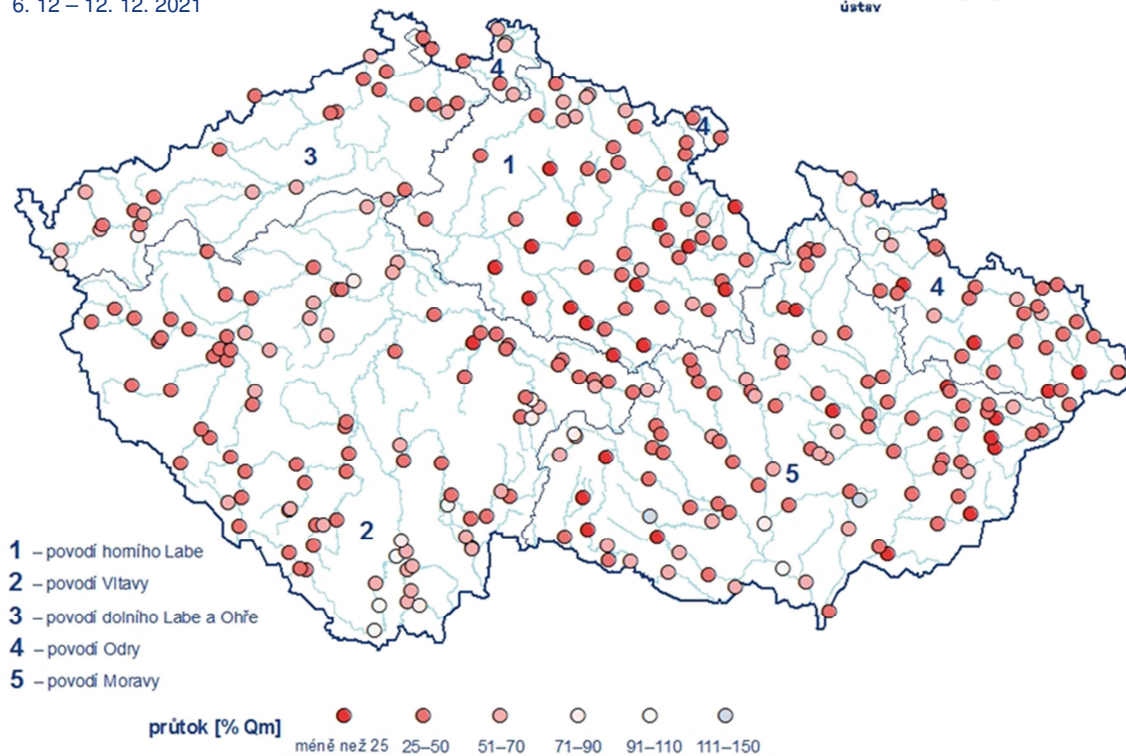 6. 12 – 12. 12. 2021
ústav
4
4
3
1
4
5
2
1 – povodí horního Labe
2 – povodí Vltavy
3 – povodí dolního Labe a Ohře
4 – povodí Odry
5 – povodí Moravy
průtok [% Qm]
méně než 25 25–50 51–70 71–90 91–110 111–150